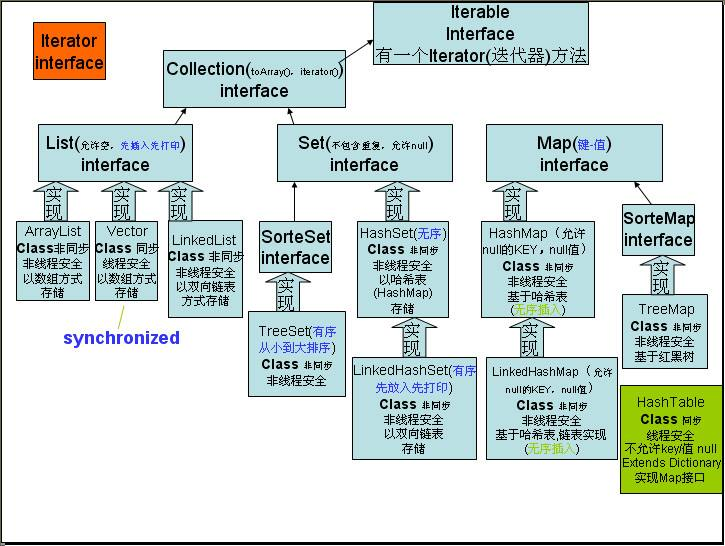 Iterator
interface
Iterable
Interface
有一个Iterator(迭代器)方法
Collection(toArray(), iterator())
interface
List(允许空，先插入先打印)
interface
Set(不包含重复，允许null)
interface
Map(键-值)
interface
实现
实现
实现
实现
实现
ArrayList
Class非同步
非线程安全
以数组方式
存储
Vector
Class 同步
线程安全
以数组方式
存储
LinkedList
Class 非同步
非线程安全
以双向链表
方式存储
SorteSet
interface
HashSet(无序)
Class 非同步
非线程安全
以哈希表
(HashMap)
存储
HashMap（允许
null的KEY，null值）
Class 非同步
非线程安全
基于哈希表
(无序插入)
SorteMap
interface
synchronized
实现
实现
实现
实现
TreeSet(有序
从小到大排序)
Class 非同步
非线程安全
LinkedHashSet(有序
先放入先打印)
Class 非同步
非线程安全
以双向链表
存储
LinkedHashMap（允许
null的KEY，null值）
Class 非同步
非线程安全
基于哈希表,链表实现
(无序插入)
TreeMap
Class 非同步
非线程安全
基于红黑树
HashTable
Class 同步
线程安全
不允许key/值 null
Extends Dictionary
实现Map接口